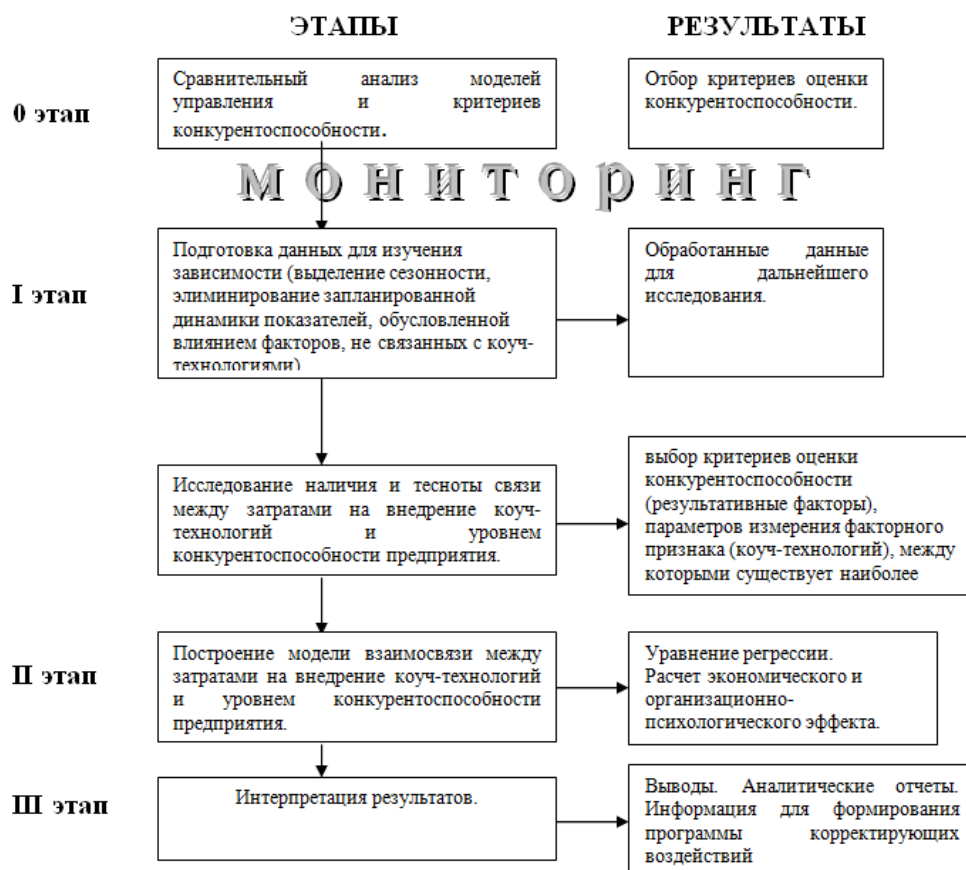 ЭТАПЫ
РЕЗУЛЬТАТЫ
0 этап
Сравнительный анализ моделей
управления и критериев
конкурентоспособности.
Отбор критериев оценки
конкурентоспособности.
мониторинг
I этап
Подготовка данных для изучения
зависимости (выделение сезонности,
элиминирование запланированной
динамики показателей, обусловленной
влиянием факторов, не связанных с коуч-
технологиями)
Обработанные данные
для дальнейшего
исследования.
Исследование наличия и тесноты связи
между затратами на внедрение коуч-
технологий и уровнем
конкурентоспособности предприятия.
выбор критериев оценки
конкурентоспособности
(результативные факторы),
параметров измерения факторного
признака (коуч-технологий), между
которыми существует наиболее
II этап
Построение модели взаимосвязи между
затратами на внедрение коуч-технологий
и уровнем конкурентоспособности
предприятия.
Уравнение регрессии.
Расчет экономического и
организационно-
психологического эффекта.
III этап
Интерпретация результатов.
Выводы. Аналитические отчеты.
Информация для формирования
программы корректирующих
воздействий